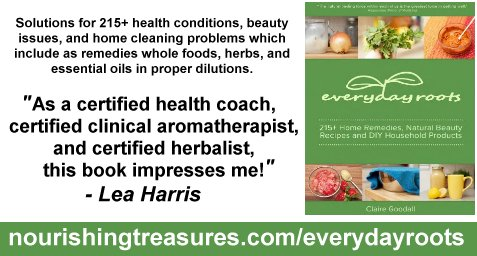 Solutions for 215+ health conditions, beauty
issues, and home cleaning problems which
include as remedies whole foods, herbs, and
essential oils in proper dilutions.
"As a certified health coach,
certified clinical aromatherapist,
and certified herbalist,
this book impresses me!"
- Lea Harris
everydayroots
215+ Home Remedies, Natural Beauty
Recipes and DIY Household Products
Claire Goodall
nourishingtreasures.com/everydayroots